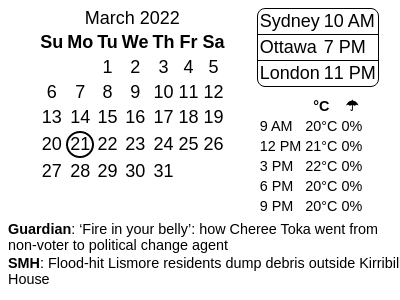 March 2022
Su Mo Tu We Th Fr Sa
1 2 3 4 5
6 7 8 9 10 11 12
13 14 15 16 17 18 19
20 21 22 23 24 25 26
27 28 29 30 31
Sydney 10 AM
Ottawa 7 PM
London 11 PM
°C ☂
9 AM 20°C 0%
12 PM 21°C 0%
3 PM 22°C 0%
6 PM 20°C 0%
9 PM 20°C 0%
Guardian: ‘Fire in your belly’: how Cheree Toka went from
non-voter to political change agent
SMH: Flood-hit Lismore residents dump debris outside Kirribil
House